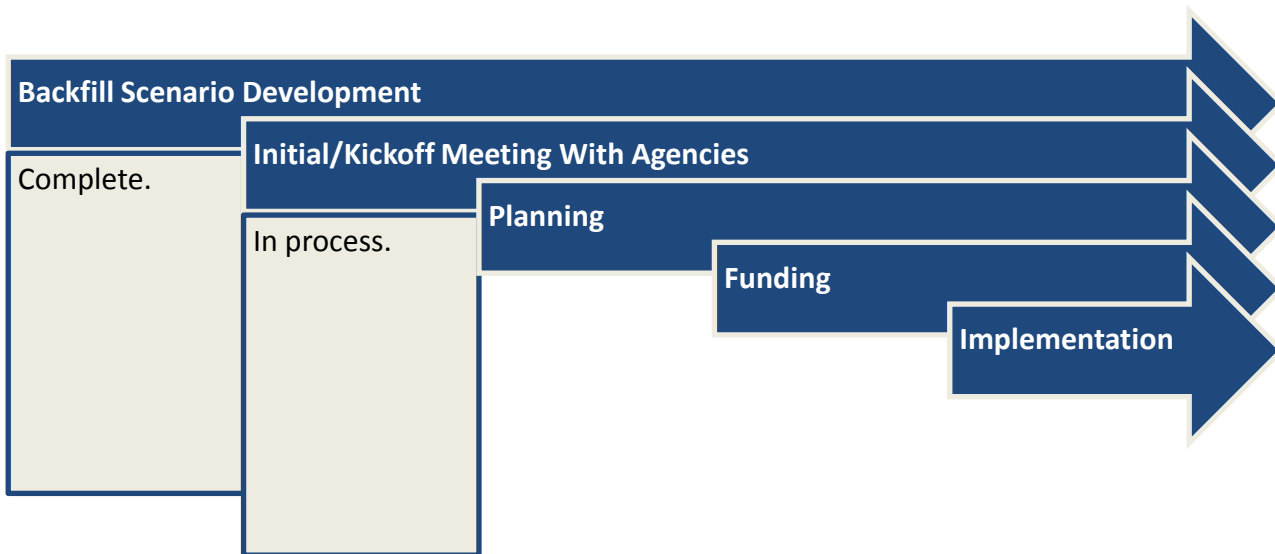 Backfill Scenario Development
Complete.
Initial/Kickoff Meeting With Agencies
In process.
Planning
Funding
Implementation